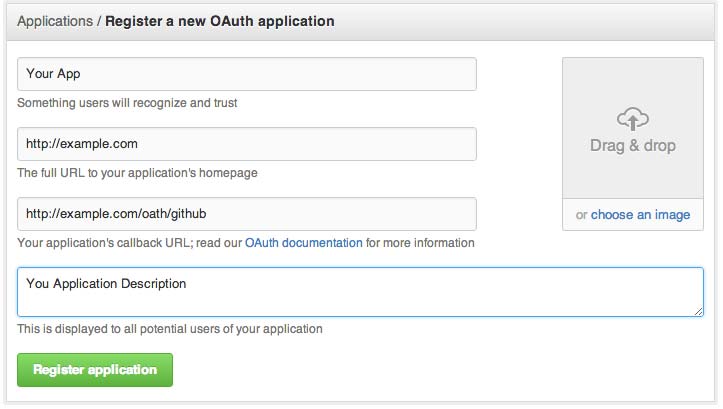 Applications / Register a new OAuth application
Your App
Something users will recognize and trust
http://example.com
The full URL to your application's homepage
http://example.com/oath/github
Your application's callback URL; read our OAuth documentation for more information
Drag & drop
or choose an image
You Application Description
This is displayed to all potential users of your application
Register application